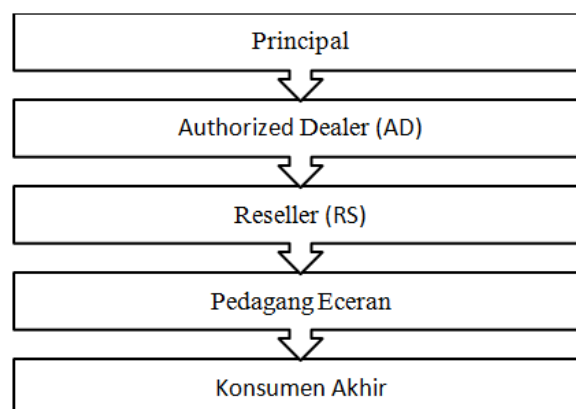 Principal
Authorized Dealer (AD)
Reseller (RS)
Pedagang Eceran
Konsumen Akhir